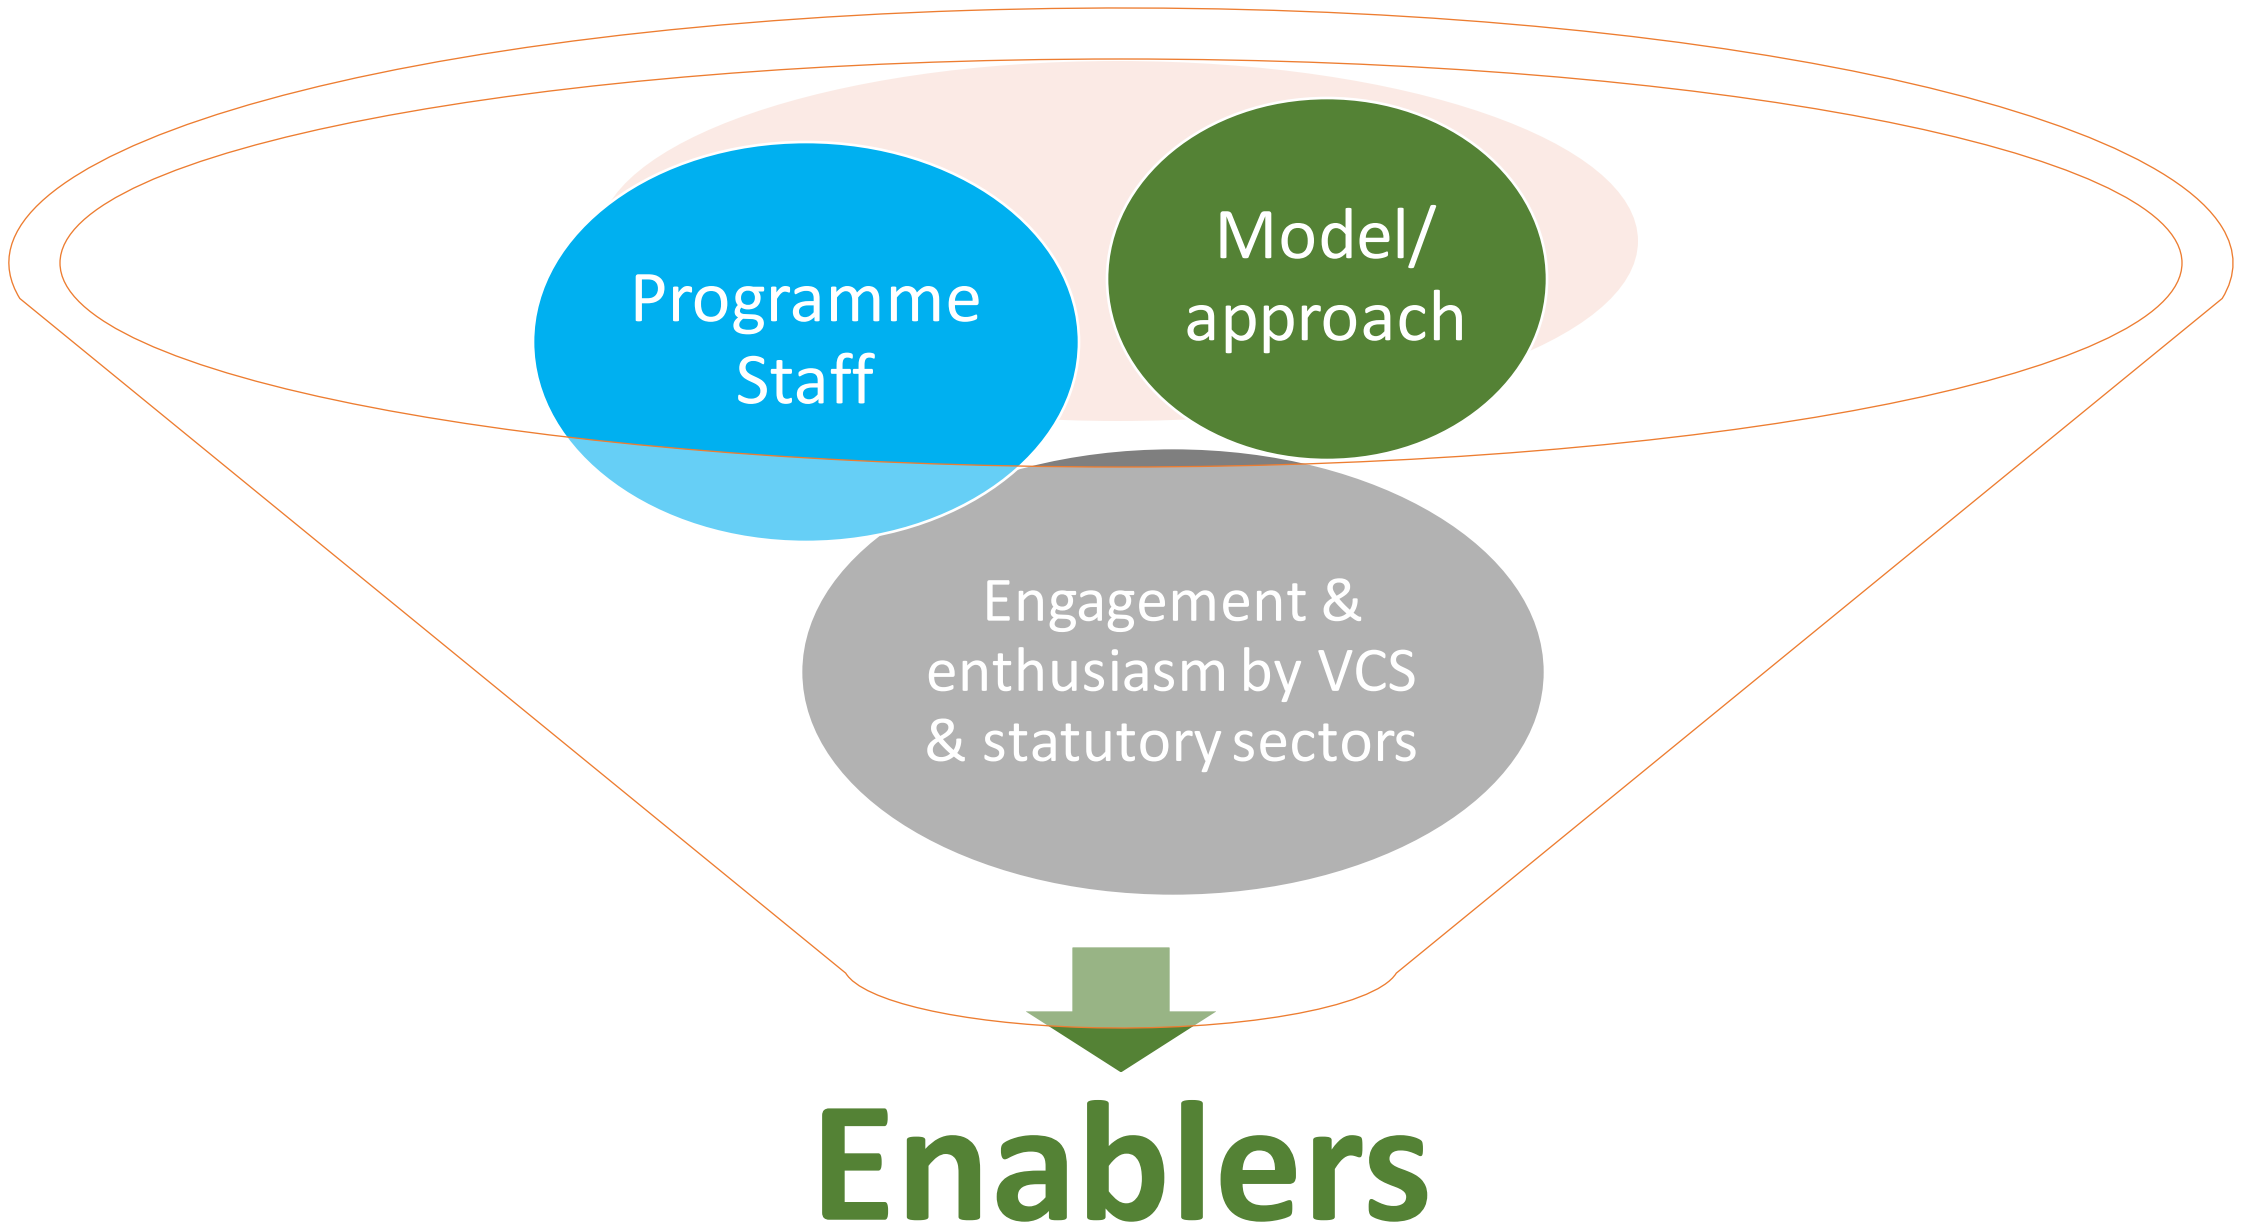 Programme
Staff
Model/
approach
Engagement &
enthusiasm by VCS
& statutory sectors
Enablers